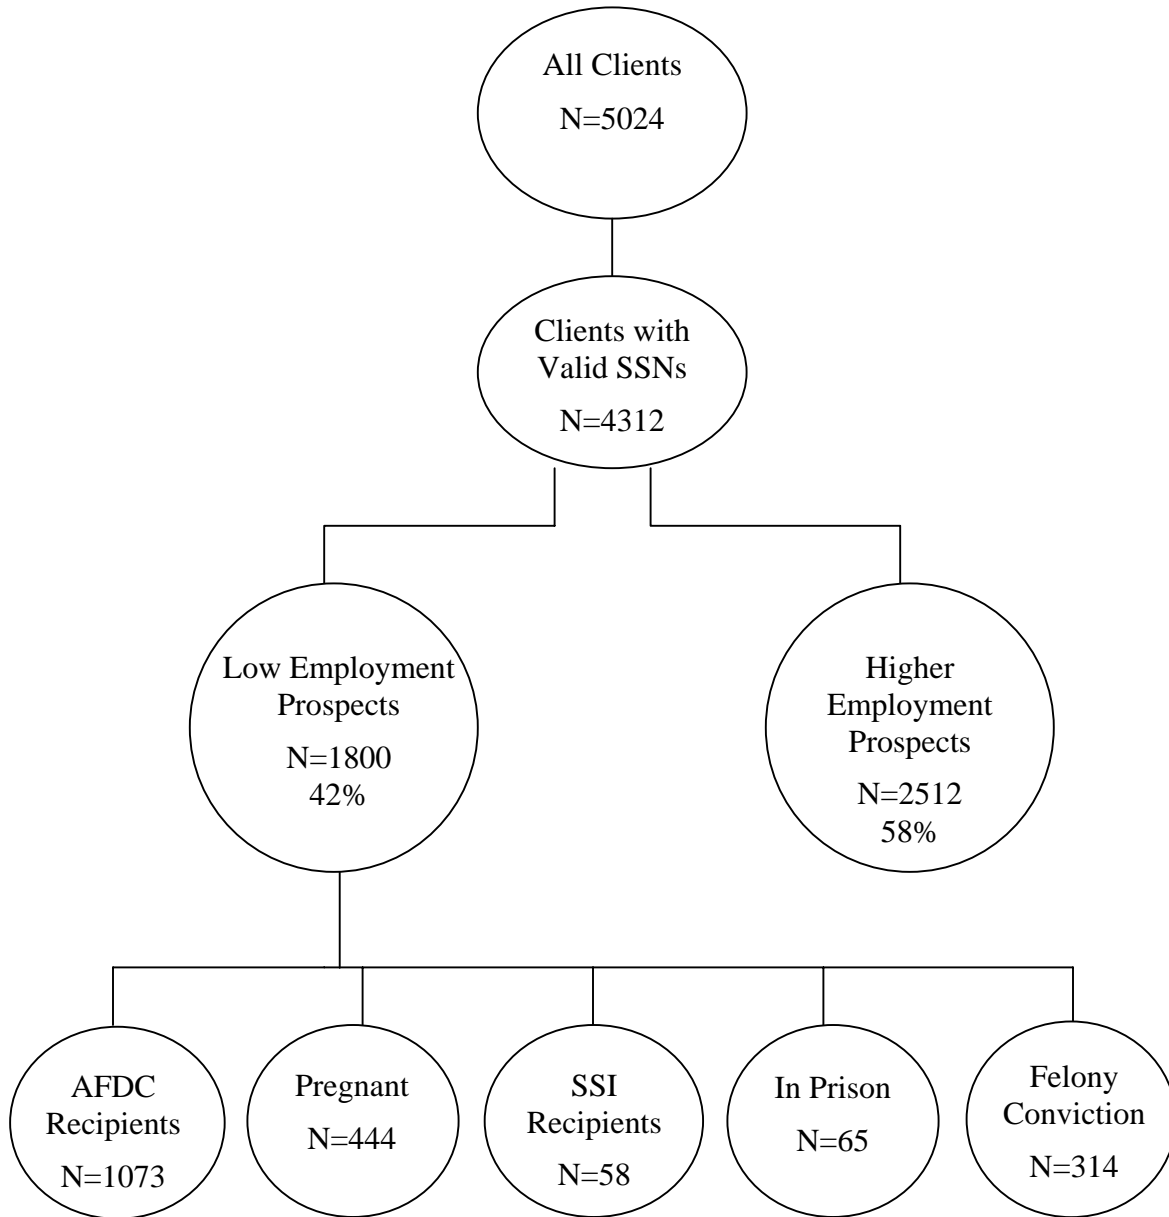 All Clients
N=5024
Clients with
Valid SSNs
N=4312
Low Employment
Prospects
N=1800
42%
Higher
Employment
Prospects
N=2512
58%
AFDC
Recipients
N=1073
Pregnant
N=444
SSI
Recipients
N=58
In Prison
N=65
Felony
Conviction
N=314